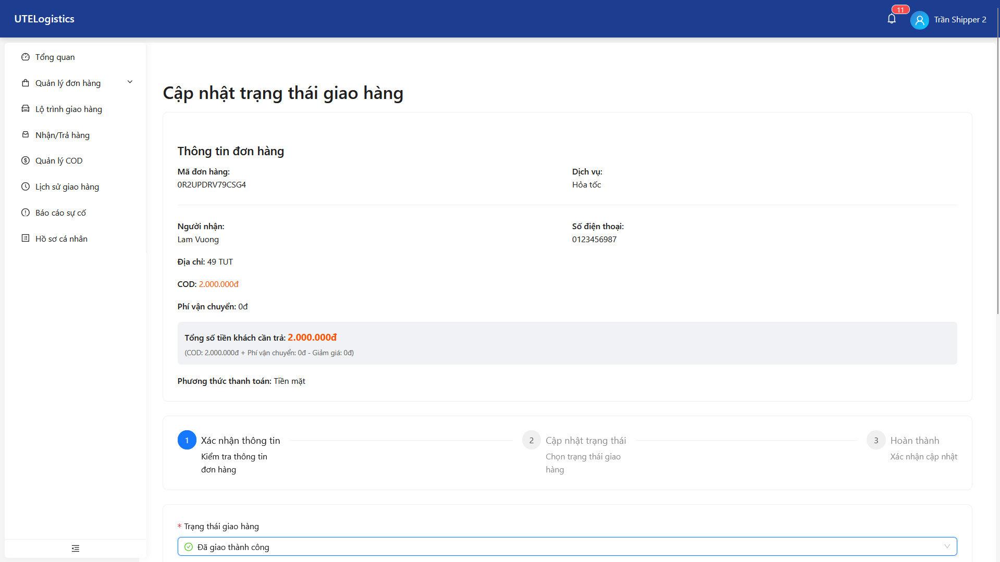 UTELogistics
11
Trần Shipper 2
Tổng quan
Quản lý đơn hàng
Lộ trình giao hàng
Nhận/Trả hàng
Quản lý COD
Lịch sử giao hàng
Báo cáo sự cố
Hồ sơ cá nhân
Cập nhật trạng thái giao hàng
Thông tin đơn hàng
Mã đơn hàng:
0R2UPDRV79CSG4
Dịch vụ:
Hỏa tốc
Người nhận:
Lam Vuong
Số điện thoại:
0123456987
Địa chỉ: 49 TUT
COD: 2.000.000đ
Phí vận chuyển: 0đ
Tổng số tiền khách cần trả: 2.000.000đ
(COD: 2.000.000đ + Phí vận chuyển: 0đ - Giảm giá: 0đ)
Phương thức thanh toán: Tiền mặt
1 Xác nhận thông tin
Kiểm tra thông tin
đơn hàng
2 Cập nhật trạng thái
Chọn trạng thái giao
hàng
3 Hoàn thành
Xác nhận cập nhật
* Trạng thái giao hàng
Đã giao thành công